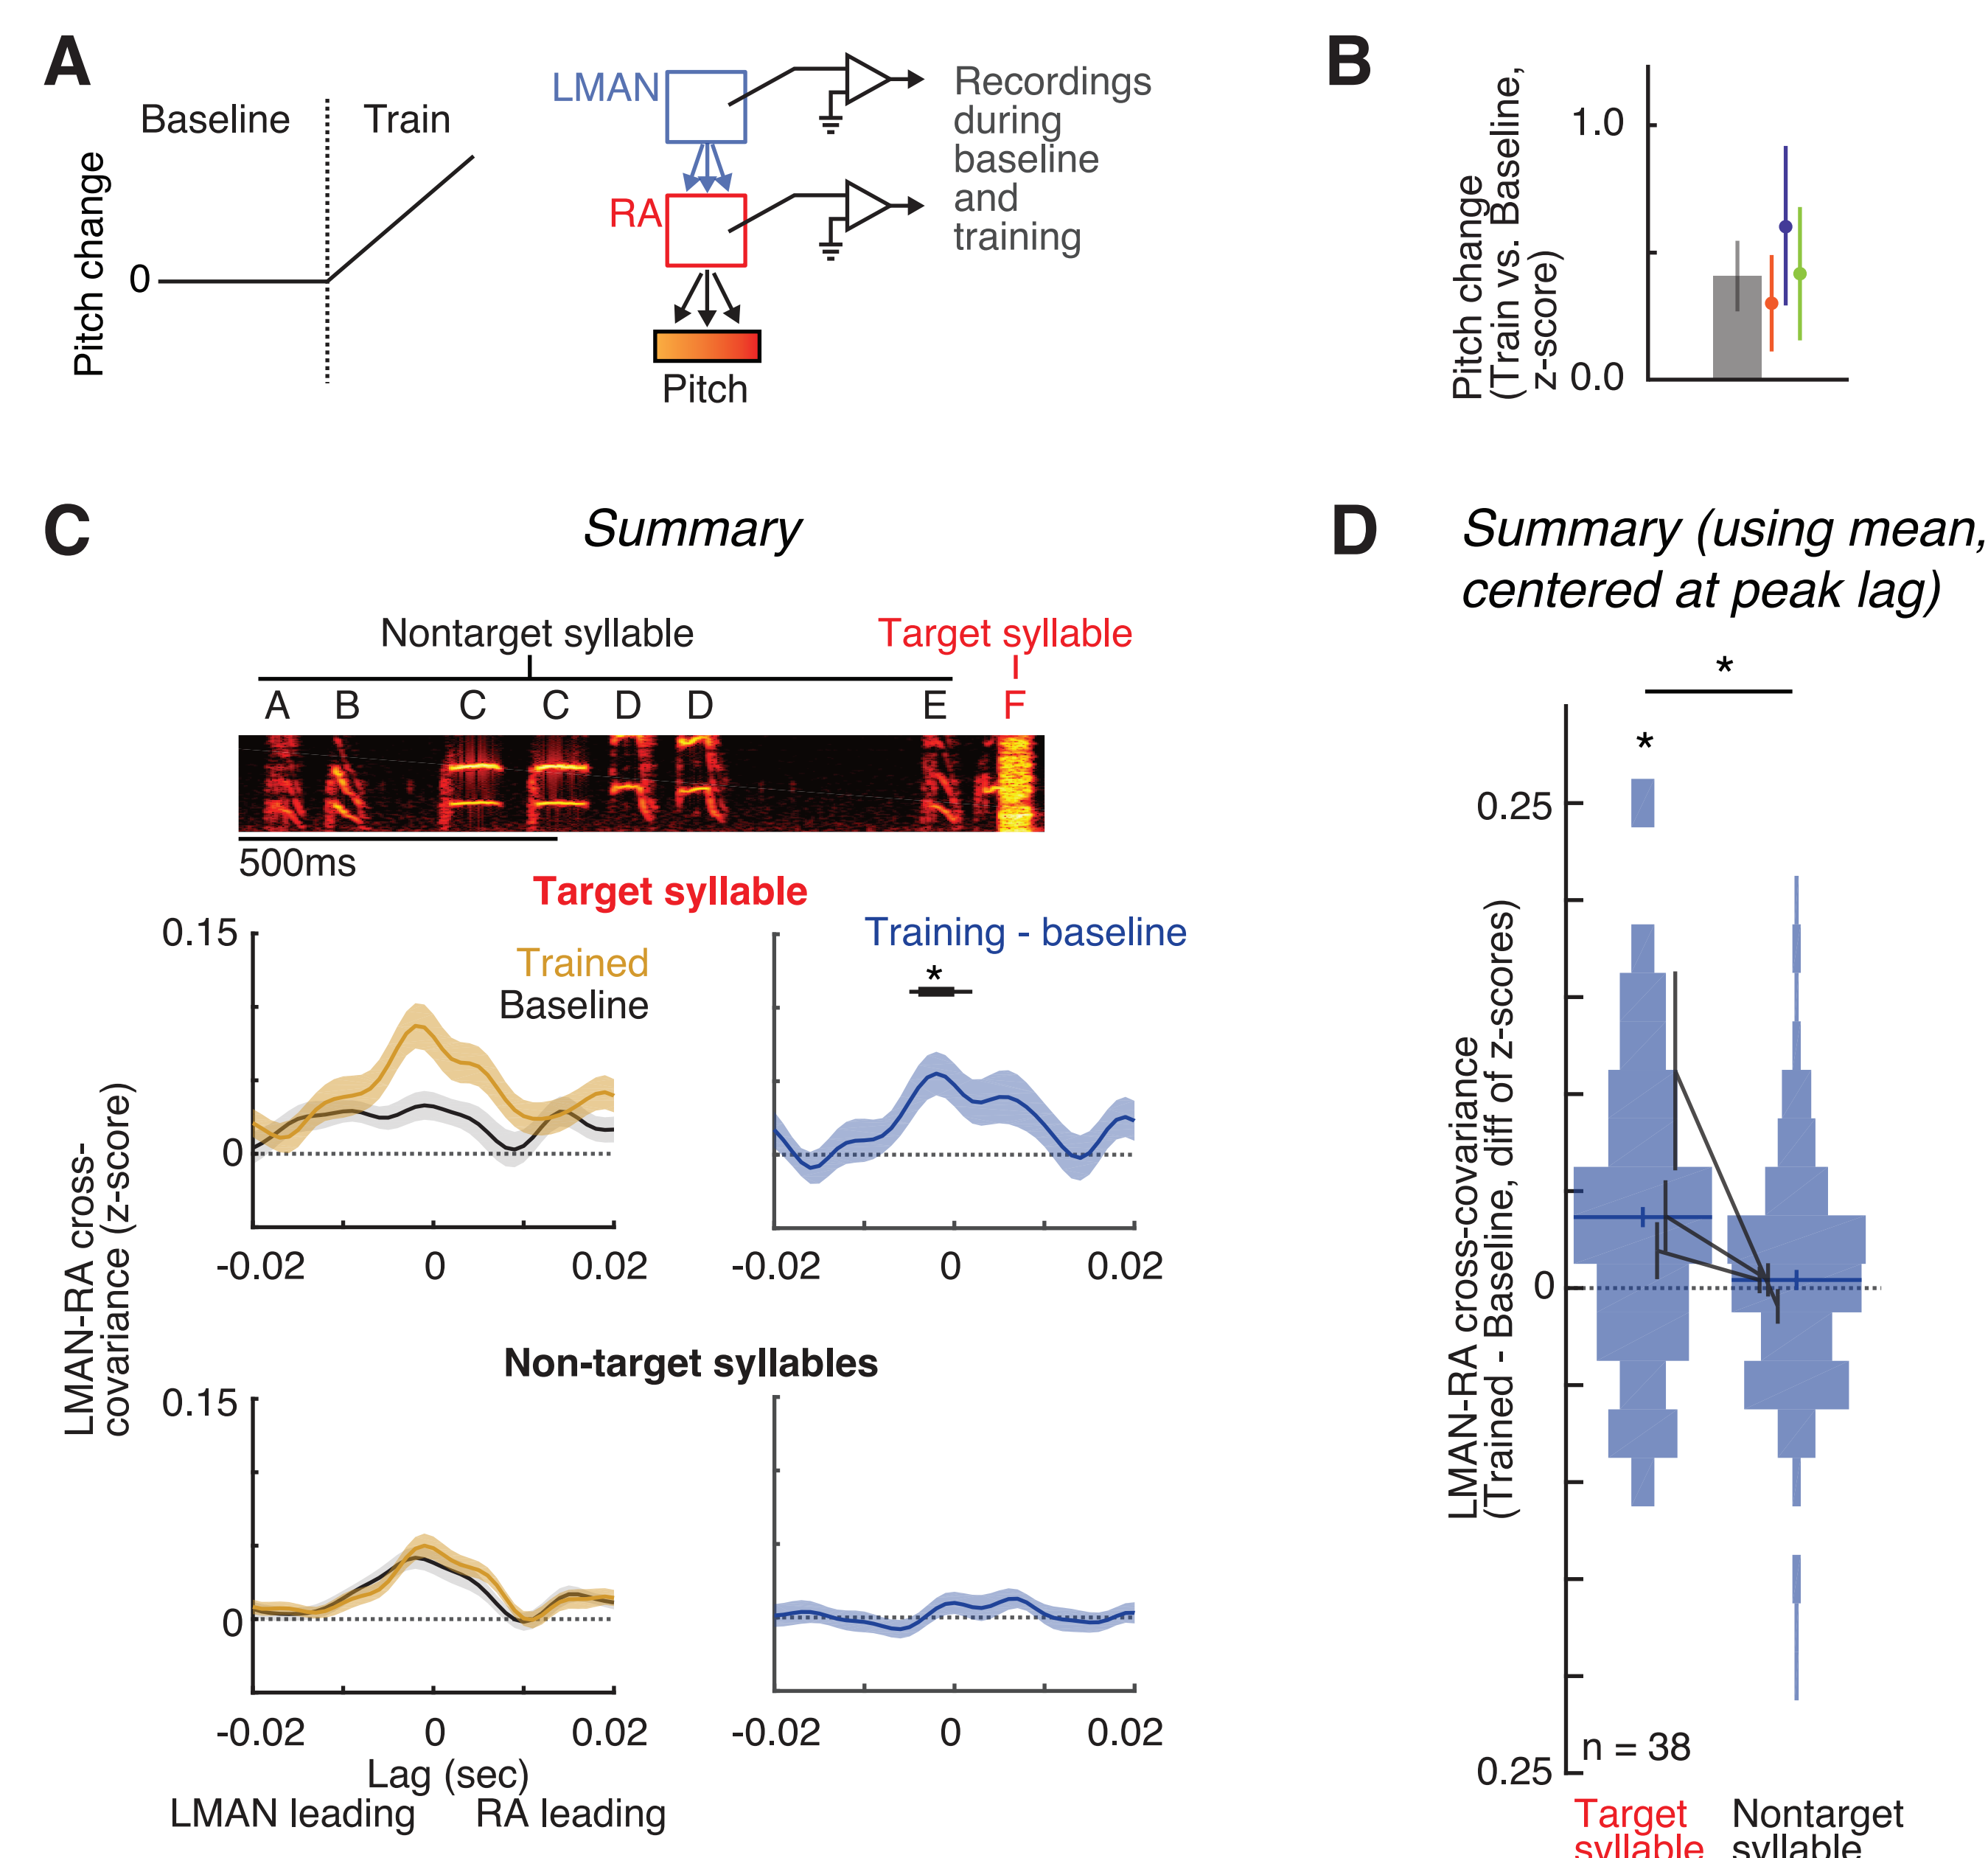 A
Baseline
Train
Pitch change
0
LMAN
RA
Pitch
Recordings
during
baseline
and
training
B
Pitch change
(Train vs. Baseline,
z-score)
1.0
0.0
C
Summary
Nontarget syllable
Target syllable
A B C C D D E F
500ms
Target syllable
LMAN-RA cross-
covariance (z-score)
0.15
0
Trained
Baseline
-0.02 0 0.02
Training - baseline
*
-0.02 0 0.02
Non-target syllables
0.15
0
-0.02 0 0.02
-0.02 0 0.02
Lag (sec)
LMAN leading RA leading
D
Summary (using mean,
centered at peak lag)
*
*
LMAN-RA cross-covariance
(Trained - Baseline, diff of z-scores)
0.25
0
0.25
n = 38
Target
syllable
Nontarget
syllable